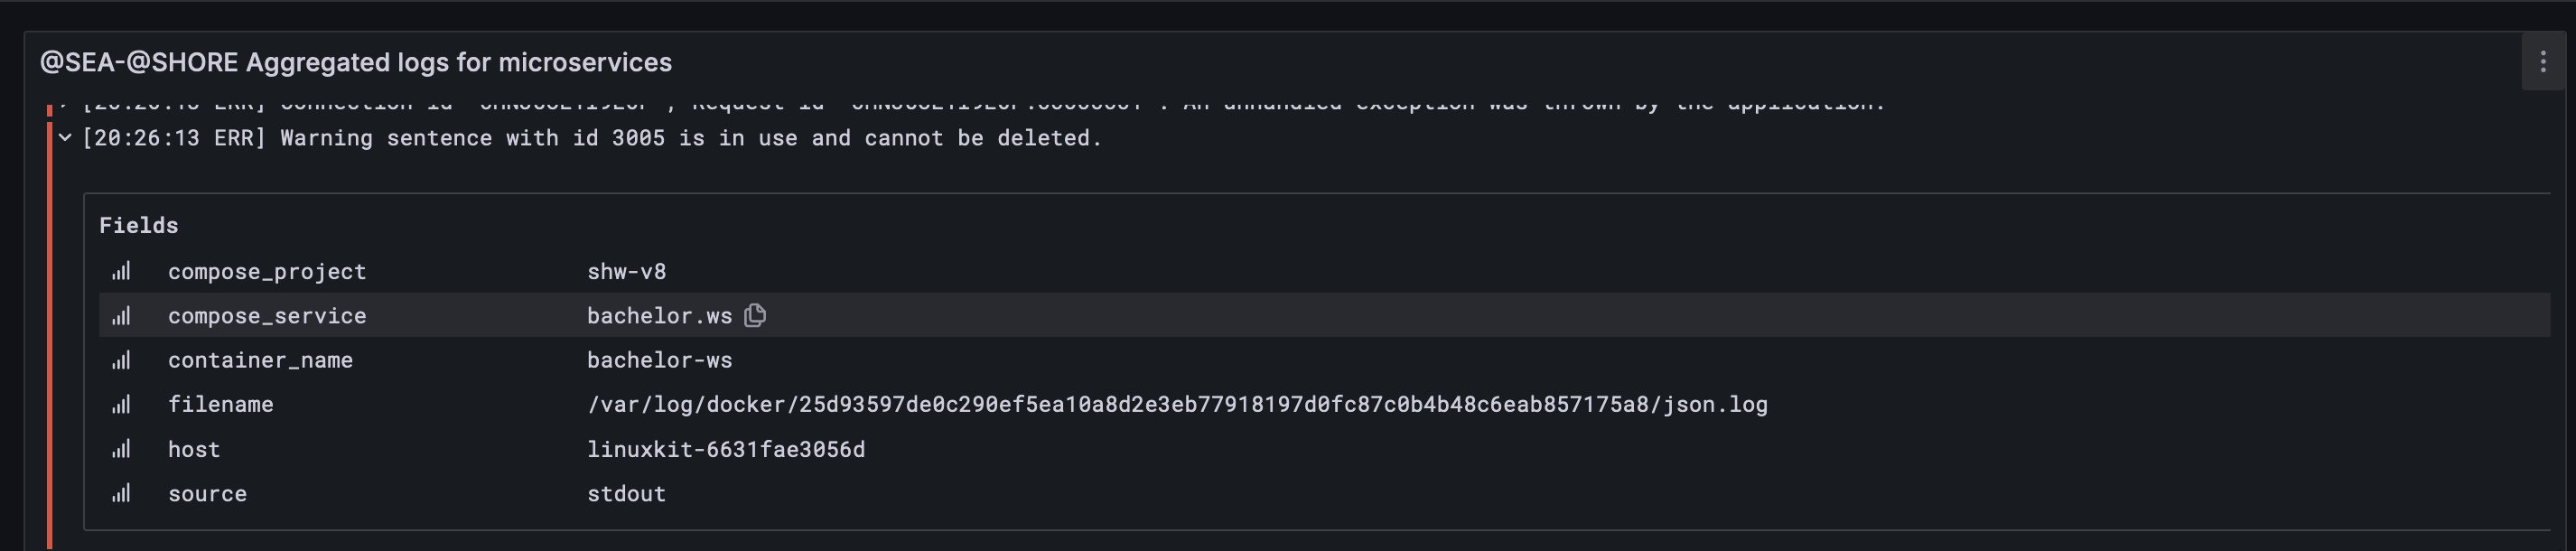 @SEA-@SHORE Aggregated logs for microservices
ERR] Connection id , Request id . An unhandled exception was thrown by the application.
[20:26:13 ERR] Warning sentence with id 3005 is in use and cannot be deleted.
Fields
compose_project shw-v8
compose_service bachelor.ws
container_name bachelor-ws
filename /var/log/docker/25d93597de0c290ef5ea10a8d2e3eb77918197d0fc87c0b4b48c6eab857175a8/json.log
host linuxkit-6631fae3056d
source stdout